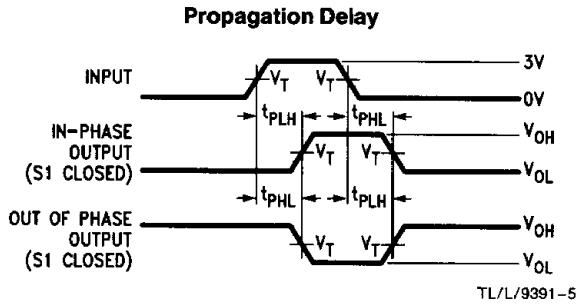 Propagation Delay
3V
INPUT
V_T V_T
0V
t_PLH t_PHL
IN-PHASE
OUTPUT
(S1 CLOSED)
V_OH
V_T V_T
V_OL
t_PHL t_PLH
OUT OF PHASE
OUTPUT
(S1 CLOSED)
V_OH
V_T V_T
V_OL
TL/L/9391-5